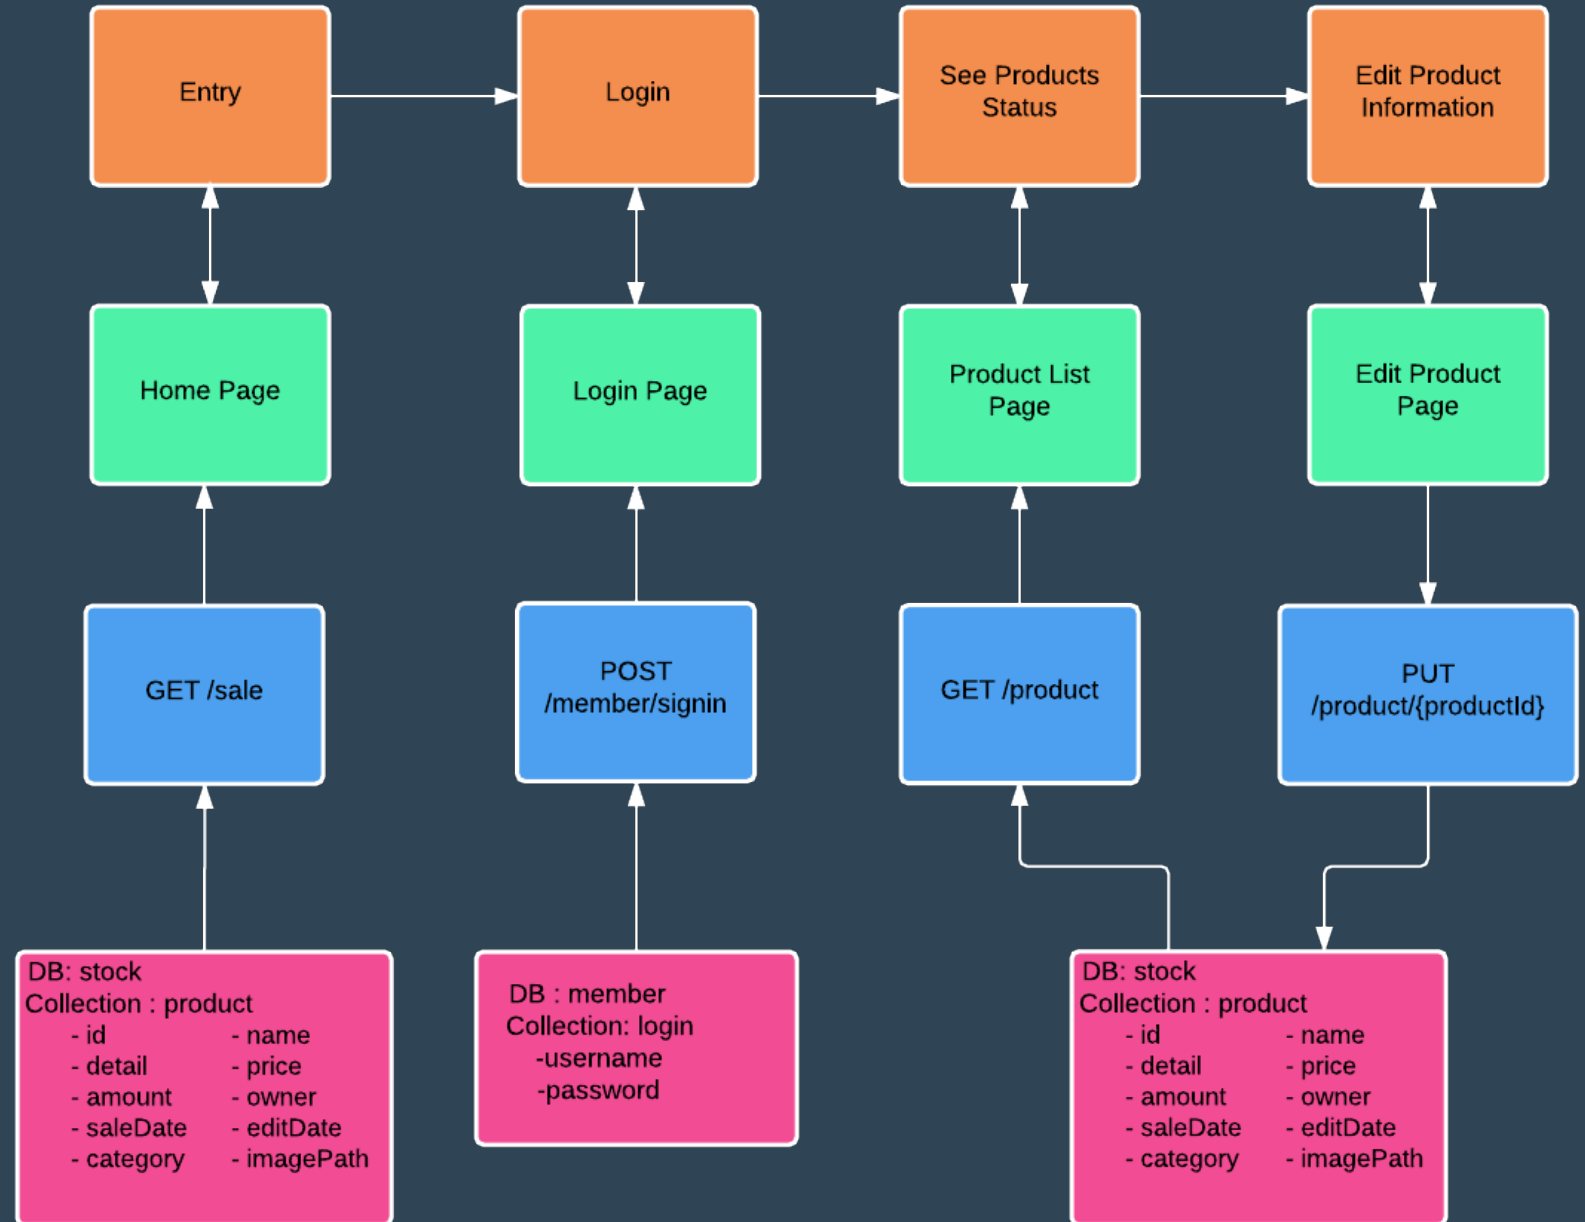 Entry
Login
See Products
Status
Edit Product
Information
Home Page
Login Page
Product List
Page
Edit Product
Page
GET /sale
POST
/member/signin
GET /product
PUT
/product/{productId}
DB: stock
Collection : product
- id - name
- detail - price
- amount - owner
- saleDate - editDate
- category - imagePath
DB : member
Collection: login
-username
-password
DB: stock
Collection : product
- id - name
- detail - price
- amount - owner
- saleDate - editDate
- category - imagePath